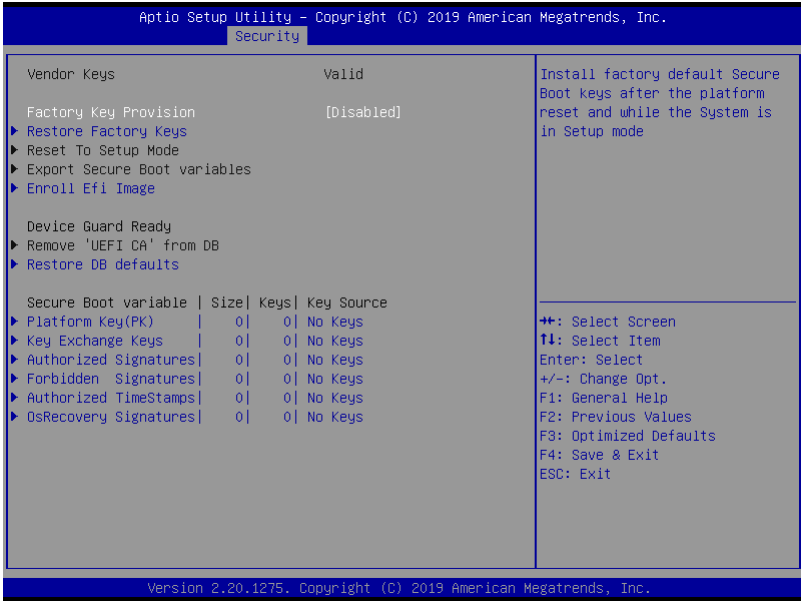 Aptio Setup Utility – Copyright (C) 2019 American Megatrends, Inc.
Security
Vendor Keys Valid
Factory Key Provision [Disabled]
▶ Restore Factory Keys
▶ Reset To Setup Mode
▶ Export Secure Boot variables
▶ Enroll Efi Image
Device Guard Ready
▶ Remove 'UEFI CA' from DB
▶ Restore DB defaults
Secure Boot variable | Size| Keys| Key Source
▶ Platform Key(PK) | 0| 0| No Keys
▶ Key Exchange Keys | 0| 0| No Keys
▶ Authorized Signatures| 0| 0| No Keys
▶ Forbidden Signatures| 0| 0| No Keys
▶ Authorized TimeStamps| 0| 0| No Keys
▶ OsRecovery Signatures| 0| 0| No Keys
Install factory default Secure
Boot keys after the platform
reset and while the System is
in Setup mode
→←: Select Screen
↑↓: Select Item
Enter: Select
+/-: Change Opt.
F1: General Help
F2: Previous Values
F3: Optimized Defaults
F4: Save & Exit
ESC: Exit
Version 2.20.1275. Copyright (C) 2019 American Megatrends, Inc.